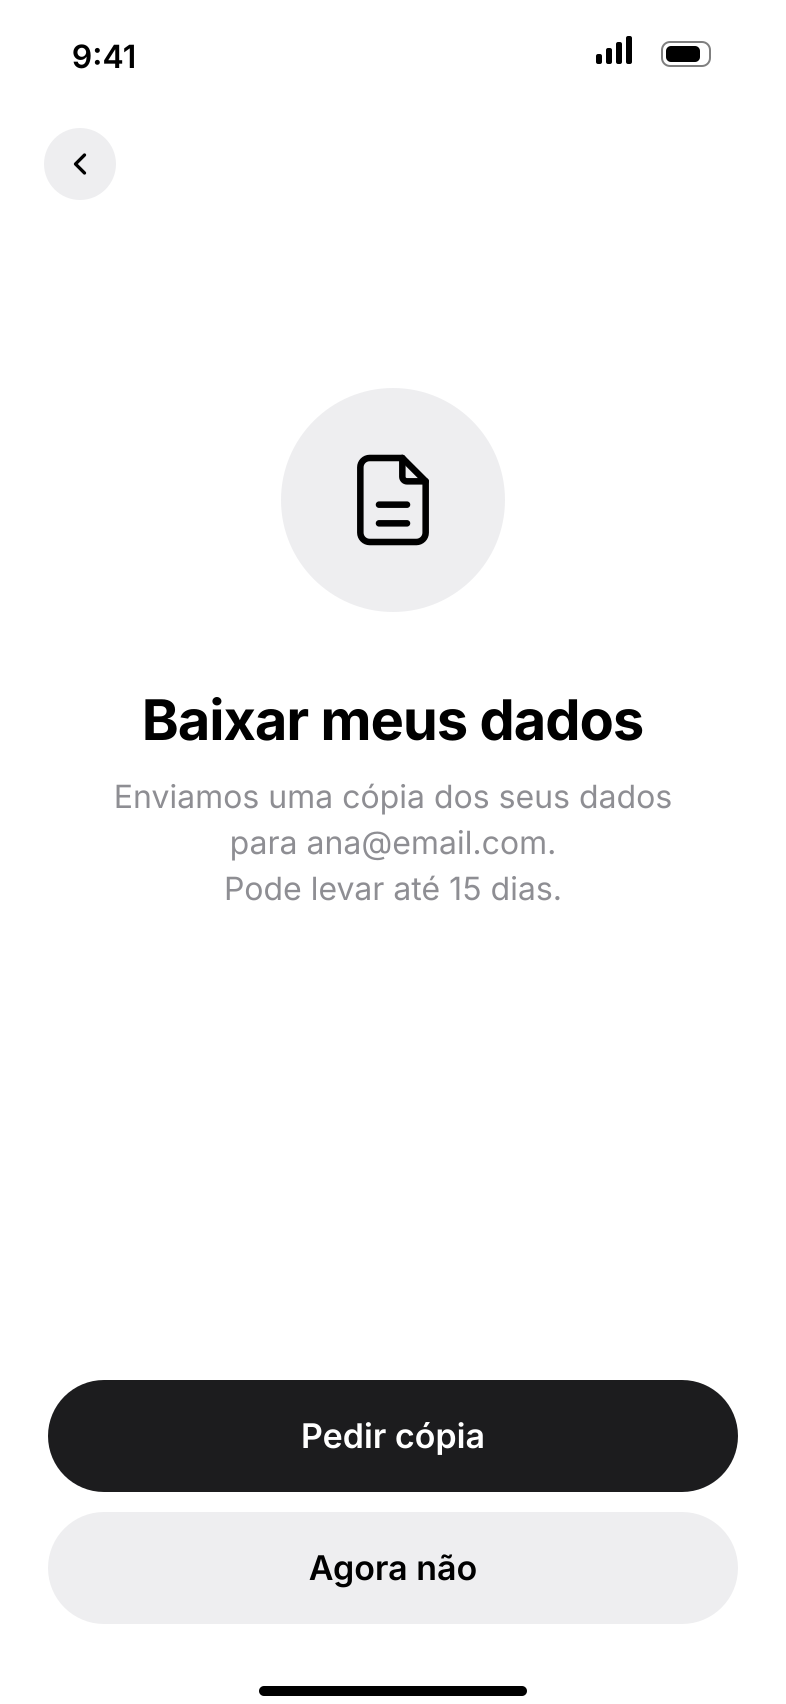 9:41
Baixar meus dados
Enviamos uma cópia dos seus dados
para ana@email.com.
Pode levar até 15 dias.
Pedir cópia
Agora não